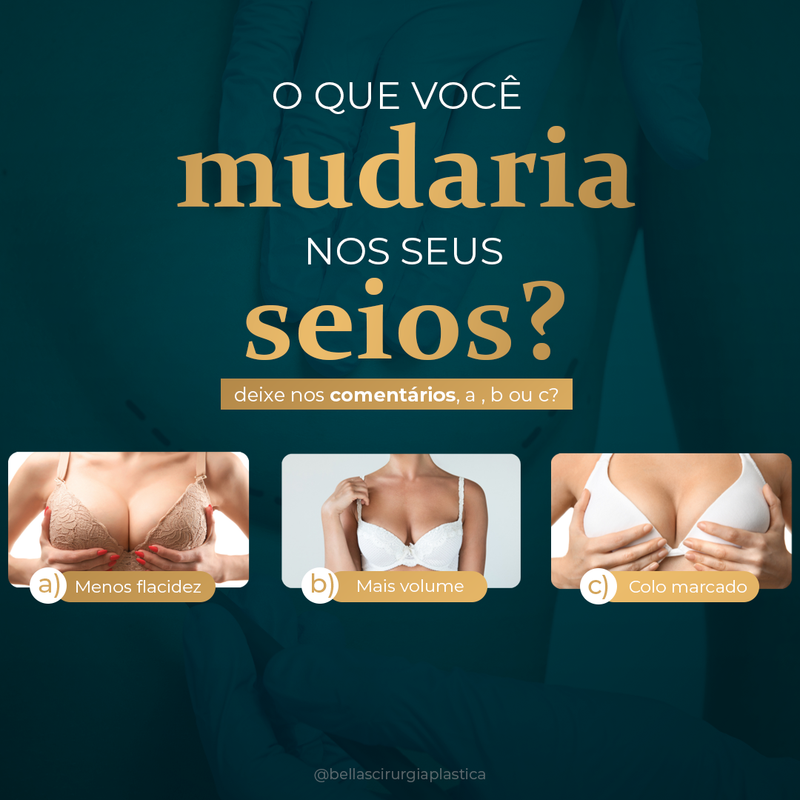 O QUE VOCÊ
mudaria
NOS SEUS
seios?
deixe nos comentários, a , b ou c?
a) Menos flacidez
b) Mais volume
c) Colo marcado
@bellascirurgiaplastica